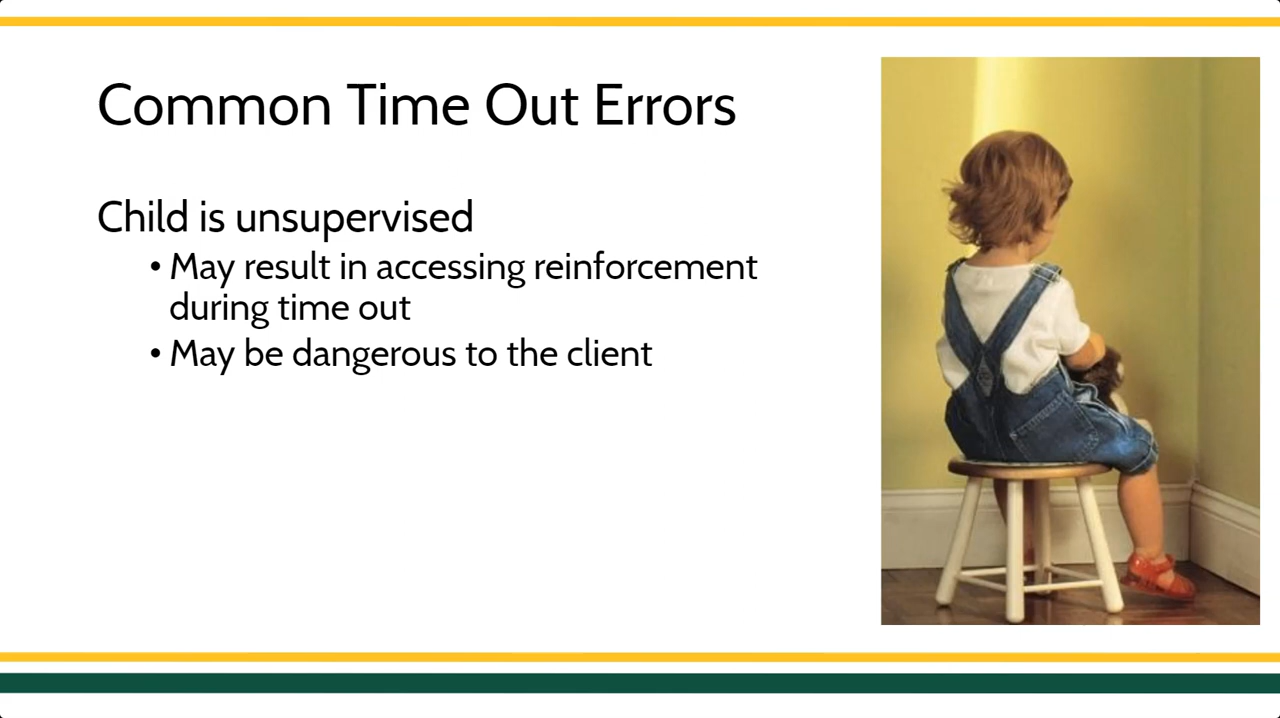 Common Time Out Errors
Child is unsupervised
• May result in accessing reinforcement
during time out
• May be dangerous to the client